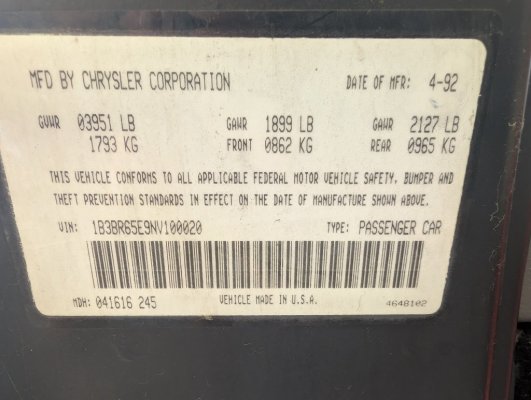 MFD BY CHRYSLER CORPORATION DATE OF MFR: 4-92
GVWR 03951 LB GAWR 1899 LB GAWR 2127 LB
1793 KG FRONT 0862 KG REAR 0965 KG
THIS VEHICLE CONFORMS TO ALL APPLICABLE FEDERAL MOTOR VEHICLE SAFETY, BUMPER AND
THEFT PREVENTION STANDARDS IN EFFECT ON THE DATE OF MANUFACTURE SHOWN ABOVE.
VIN: 1B3BR65E9NV100020 TYPE: PASSENGER CAR
MDH: 041616 245 VEHICLE MADE IN U.S.A. 4648102